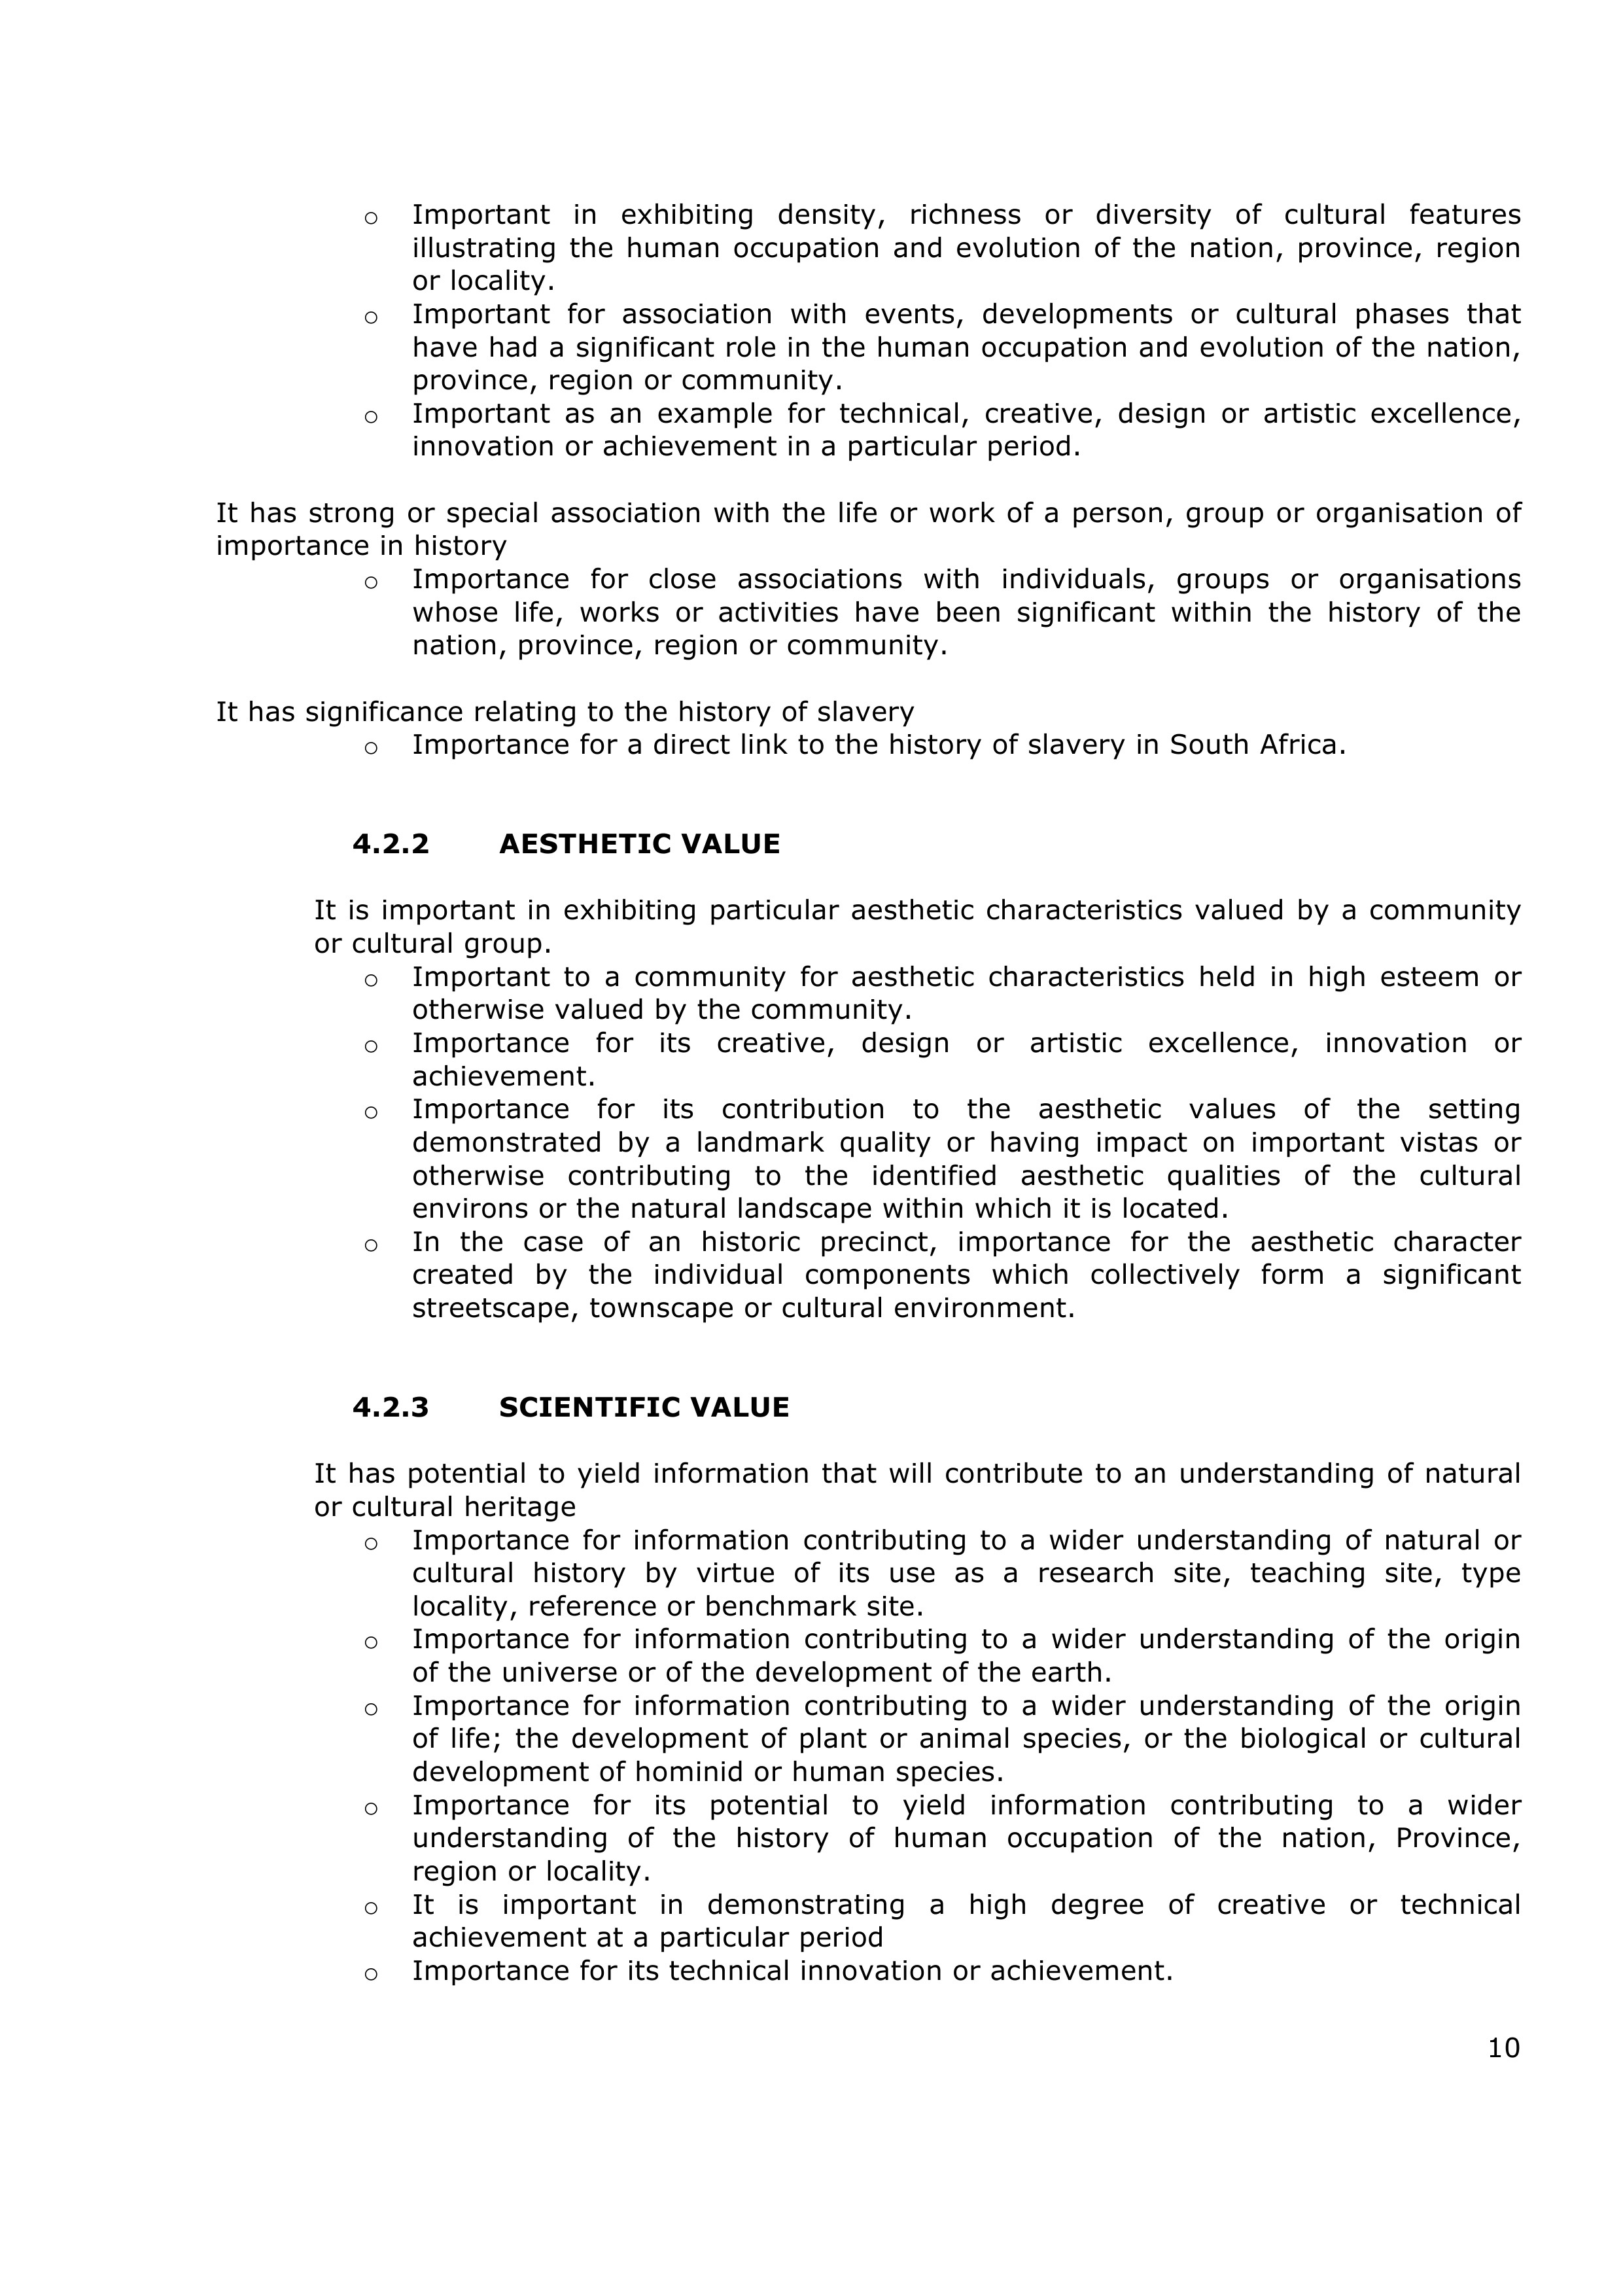 o Important in exhibiting density, richness or diversity of cultural features
illustrating the human occupation and evolution of the nation, province, region
or locality.
o Important for association with events, developments or cultural phases that
have had a significant role in the human occupation and evolution of the nation,
province, region or community.
o Important as an example for technical, creative, design or artistic excellence,
innovation or achievement in a particular period.
It has strong or special association with the life or work of a person, group or organisation of
importance in history
o Importance for close associations with individuals, groups or organisations
whose life, works or activities have been significant within the history of the
nation, province, region or community.
It has significance relating to the history of slavery
o Importance for a direct link to the history of slavery in South Africa.
4.2.2 AESTHETIC VALUE
It is important in exhibiting particular aesthetic characteristics valued by a community
or cultural group.
o Important to a community for aesthetic characteristics held in high esteem or
otherwise valued by the community.
o Importance for its creative, design or artistic excellence, innovation or
achievement.
o Importance for its contribution to the aesthetic values of the setting
demonstrated by a landmark quality or having impact on important vistas or
otherwise contributing to the identified aesthetic qualities of the cultural
environs or the natural landscape within which it is located.
o In the case of an historic precinct, importance for the aesthetic character
created by the individual components which collectively form a significant
streetscape, townscape or cultural environment.
4.2.3 SCIENTIFIC VALUE
It has potential to yield information that will contribute to an understanding of natural
or cultural heritage
o Importance for information contributing to a wider understanding of natural or
cultural history by virtue of its use as a research site, teaching site, type
locality, reference or benchmark site.
o Importance for information contributing to a wider understanding of the origin
of the universe or of the development of the earth.
o Importance for information contributing to a wider understanding of the origin
of life; the development of plant or animal species, or the biological or cultural
development of hominid or human species.
o Importance for its potential to yield information contributing to a wider
understanding of the history of human occupation of the nation, Province,
region or locality.
o It is important in demonstrating a high degree of creative or technical
achievement at a particular period
o Importance for its technical innovation or achievement.
10